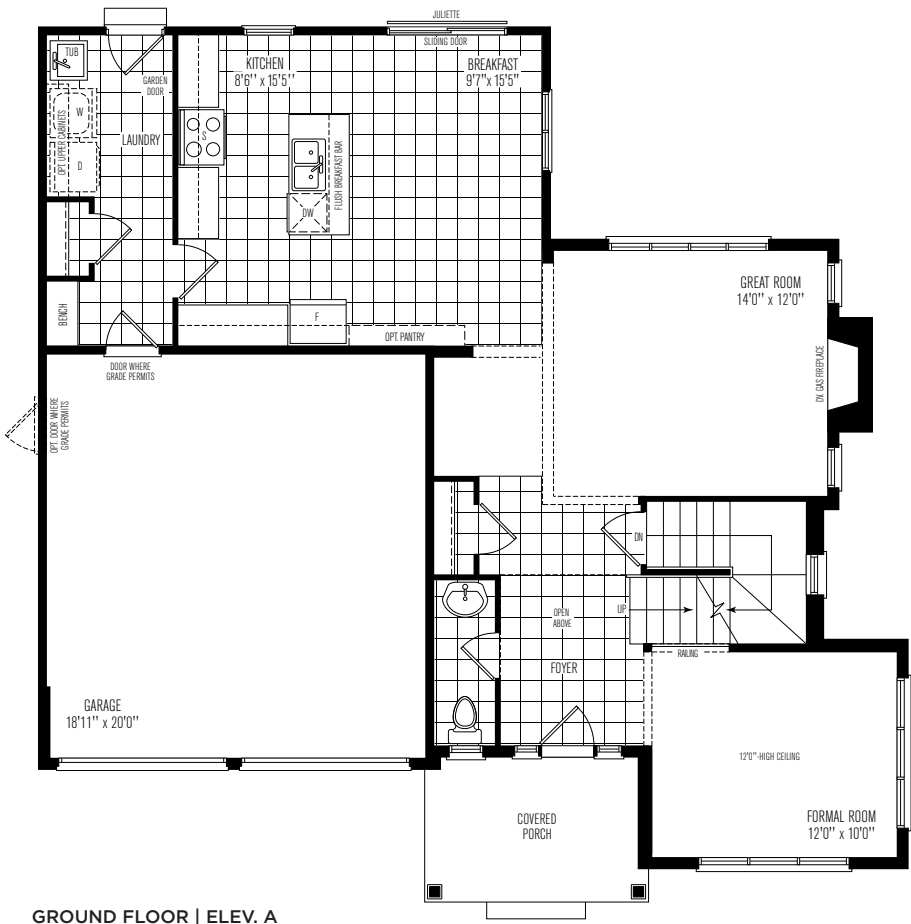 JULIETTE
SLIDING DOOR
TUB
GARDEN
DOOR
KITCHEN
8'6" x 15'5"
BREAKFAST
9'7"x 15'5"
W
OPT. UPPER CABINETS
D
LAUNDRY
S
FLUSH BREAKFAST BAR
DW
BENCH
F
OPT. PANTRY
GREAT ROOM
14'0" x 12'0"
DV. GAS FIREPLACE
DOOR WHERE
GRADE PERMITS
OPT. DOOR WHERE
GRADE PERMITS
DN
UP
OPEN
ABOVE
RAILING
FOYER
GARAGE
18'11" x 20'0"
12'0"-HIGH CEILING
COVERED
PORCH
FORMAL ROOM
12'0" x 10'0"
GROUND FLOOR | ELEV. A